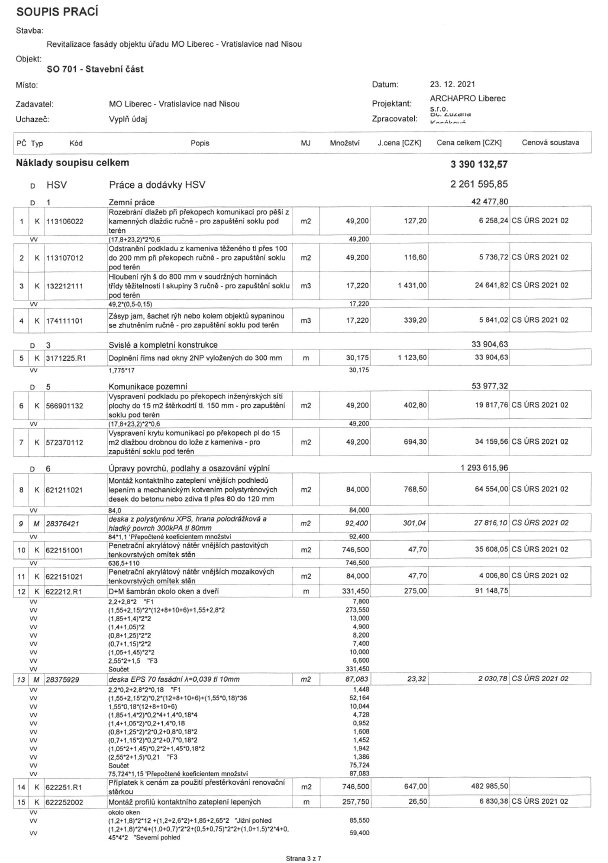 SOUPIS PRACÍ
Stavba:
Revitalizace fasády objektu úřadu MO Liberec - Vratislavice nad Nisou
Objekt:
SO 701 - Stavební část
Místo: Datum: 23. 12. 2021
Zadavatel: MO Liberec - Vratislavice nad Nisou Projektant: ARCHAPRO Liberec s.r.o.
Uchazeč: Vyplň údaj Zpracovatel:
PČ Typ Kód Popis MJ Množství J.cena [CZK] Cena celkem [CZK] Cenová soustava
Náklady soupisu celkem 3 390 132,57
D HSV Práce a dodávky HSV 2 261 595,85
D 1 Zemní práce 42 477,80
1 K 113106022 Rozebrání dlažeb při překopech komunikací pro pěší z kamenných dlaždic ručně - pro zapuštění soklu pod terén m2 49,200 127,20 6 258,24 CS ÚRS 2021 02
VV (17,8+23,2)*2*0,6 49,200
2 K 113107012 Odstranění podkladu z kameniva těženého tl přes 100 do 200 mm při překopech ručně - pro zapuštění soklu pod terén m2 49,200 116,60 5 736,72 CS ÚRS 2021 02
3 K 132212111 Hloubení rýh š do 800 mm v soudržných horninách třídy těžitelnosti I skupiny 3 ručně - pro zapuštění soklu pod terén m3 17,220 1 431,00 24 641,82 CS ÚRS 2021 02
VV 49,2*(0,5-0,15) 17,220
4 K 174111101 Zásyp jam, šachet rýh nebo kolem objektů sypaninou se zhutněním ručně - pro zapuštění soklu pod terén m3 17,220 339,20 5 841,02 CS ÚRS 2021 02
D 3 Svislé a kompletní konstrukce 33 904,63
5 K 3171225.R1 Doplnění říms nad okny 2NP vyložených do 300 mm m 30,175 1 123,60 33 904,63
VV 1,775*17 30,175
D 5 Komunikace pozemní 53 977,32
6 K 566901132 Vyspravení podkladu po překopech inženýrských sítí plochy do 15 m2 štěrkodrtí tl. 150 mm - pro zapuštění soklu pod terén m2 49,200 402,80 19 817,76 CS ÚRS 2021 02
VV (17,8+23,2)*2*0,6 49,200
7 K 572370112 Vyspravení krytu komunikací po překopech pl do 15 m2 dlažbou drobnou do lože z kameniva - pro zapuštění soklu pod terén m2 49,200 694,30 34 159,56 CS ÚRS 2021 02
D 6 Úpravy povrchů, podlahy a osazování výplní 1 293 615,96
8 K 621211021 Montáž kontaktního zateplení vnějších podhledů lepením a mechanickým kotvením polystyrénových desek do betonu nebo zdiva tl přes 80 do 120 mm m2 84,000 768,50 64 554,00 CS ÚRS 2021 02
VV 84,0 84,000
9 M 28376421 deska z polystyrénu XPS, hrana polodrážková a hladký povrch 300kPA tl 80mm m2 92,400 301,04 27 816,10 CS ÚRS 2021 02
VV 84*1,1 'Přepočtené koeficientem množství 92,400
10 K 622151001 Penetrační akrylátový nátěr vnějších pastovitých tenkovrstvých omítek stěn m2 746,500 47,70 35 608,05 CS ÚRS 2021 02
VV 636,5+110 746,500
11 K 622151021 Penetrační akrylátový nátěr vnějších mozaikových tenkovrstvých omítek stěn m2 84,000 47,70 4 006,80 CS ÚRS 2021 02
12 K 622212.R1 D+M šambrán okolo oken a dveří m 331,450 275,00 91 148,75
VV 2,2+2,8*2 "F1 7,800
VV (1,55+2,15)*2*(12+8+10+6)+1,55+2,8*2 273,550
VV (1,85+1,4)*2*2 13,000
VV (1,4+1,05)*2 4,900
VV (0,8+1,25)*2*2 8,200
VV (0,7+1,15)*2*2 7,400
VV (1,05+1,45)*2*2 10,000
VV 2,55*2+1,5 "F3 6,600
VV Součet 331,450
13 M 28375929 deska EPS 70 fasádní λ=0,039 tl 10mm m2 87,083 23,32 2 030,78 CS ÚRS 2021 02
VV 2,2*0,2+2,8*2*0,18 "F1 1,448
VV (1,55+2,15*2)*0,2*(12+8+10+6)+(1,55*0,18)*36 52,164
VV 1,55*0,18*(12+8+10+6) 10,044
VV (1,85+1,4*2)*0,2*4+1,4*0,18*4 4,728
VV (1,4+1,05*2)*0,2+1,4*0,18 0,952
VV (0,8+1,25*2)*2*0,2+0,8*0,18*2 1,608
VV (0,7+1,15*2)*2*0,2+0,7*0,18*2 1,452
VV (1,05*2+1,45)*0,2*2+1,45*0,18*2 1,942
VV (2,55*2+1,5)*0,21 "F3 1,386
VV Součet 75,724
VV 75,724*1,15 'Přepočtené koeficientem množství 87,083
14 K 622251.R1 Příplatek k cenám za použití přestěrkování renovační stěrkou m2 746,500 647,00 482 985,50
15 K 622252002 Montáž profilů kontaktního zateplení lepených m 257,750 26,50 6 830,38 CS ÚRS 2021 02
VV okolo oken
VV (1,2+1,8)*2*12 +(1,2+2,6*2)+1,85+2,65*2 "Jižní pohled 85,550
VV (1,2+1,8)*2*4+(1,0+0,7)*2*2+(0,5+0,75)*2*2+(1,0+1,5)*2*4+0,45*4*2 "Severní pohled 59,400
Strana 3 z 7